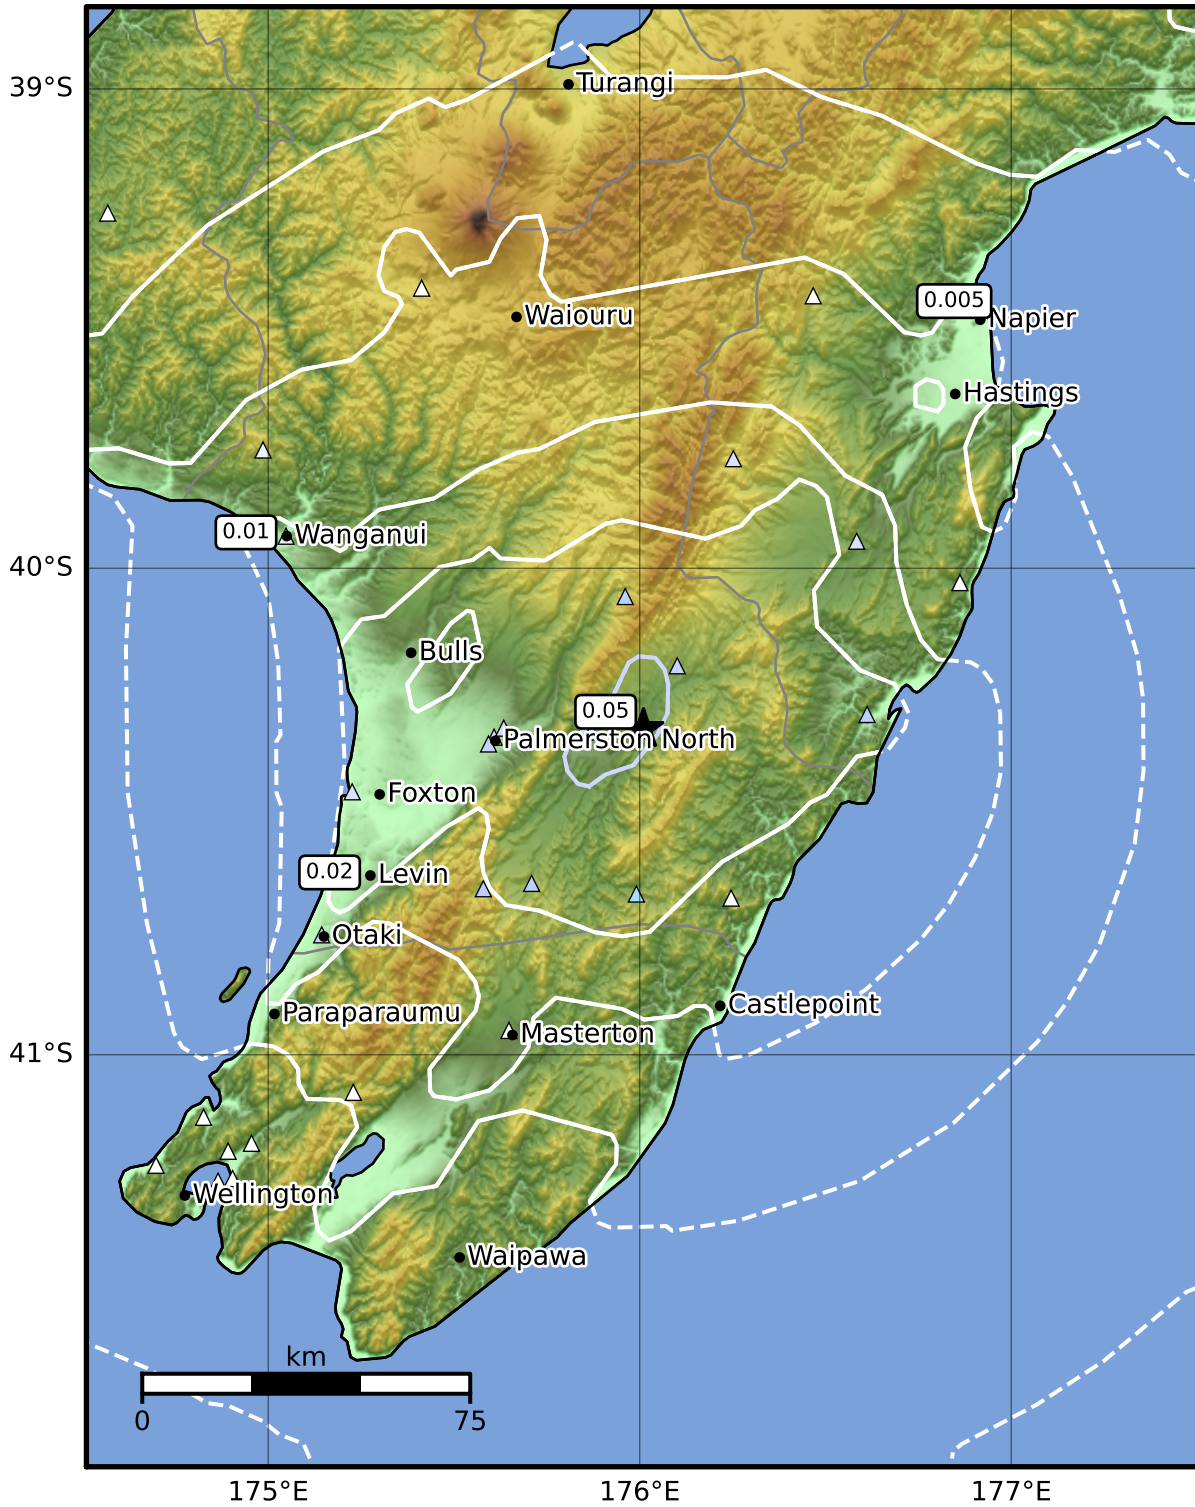 39°S
Turangi
0.005
Napier
Waiouru
Hastings
0.01
Wanganui
40°S
Bulls
0.05
Palmerston North
Foxton
0.02
Levin
Otaki
Castlepoint
Paraparaumu
Masterton
41°S
Wellington
Waipawa
km
0
75
175°E
176°E
177°E